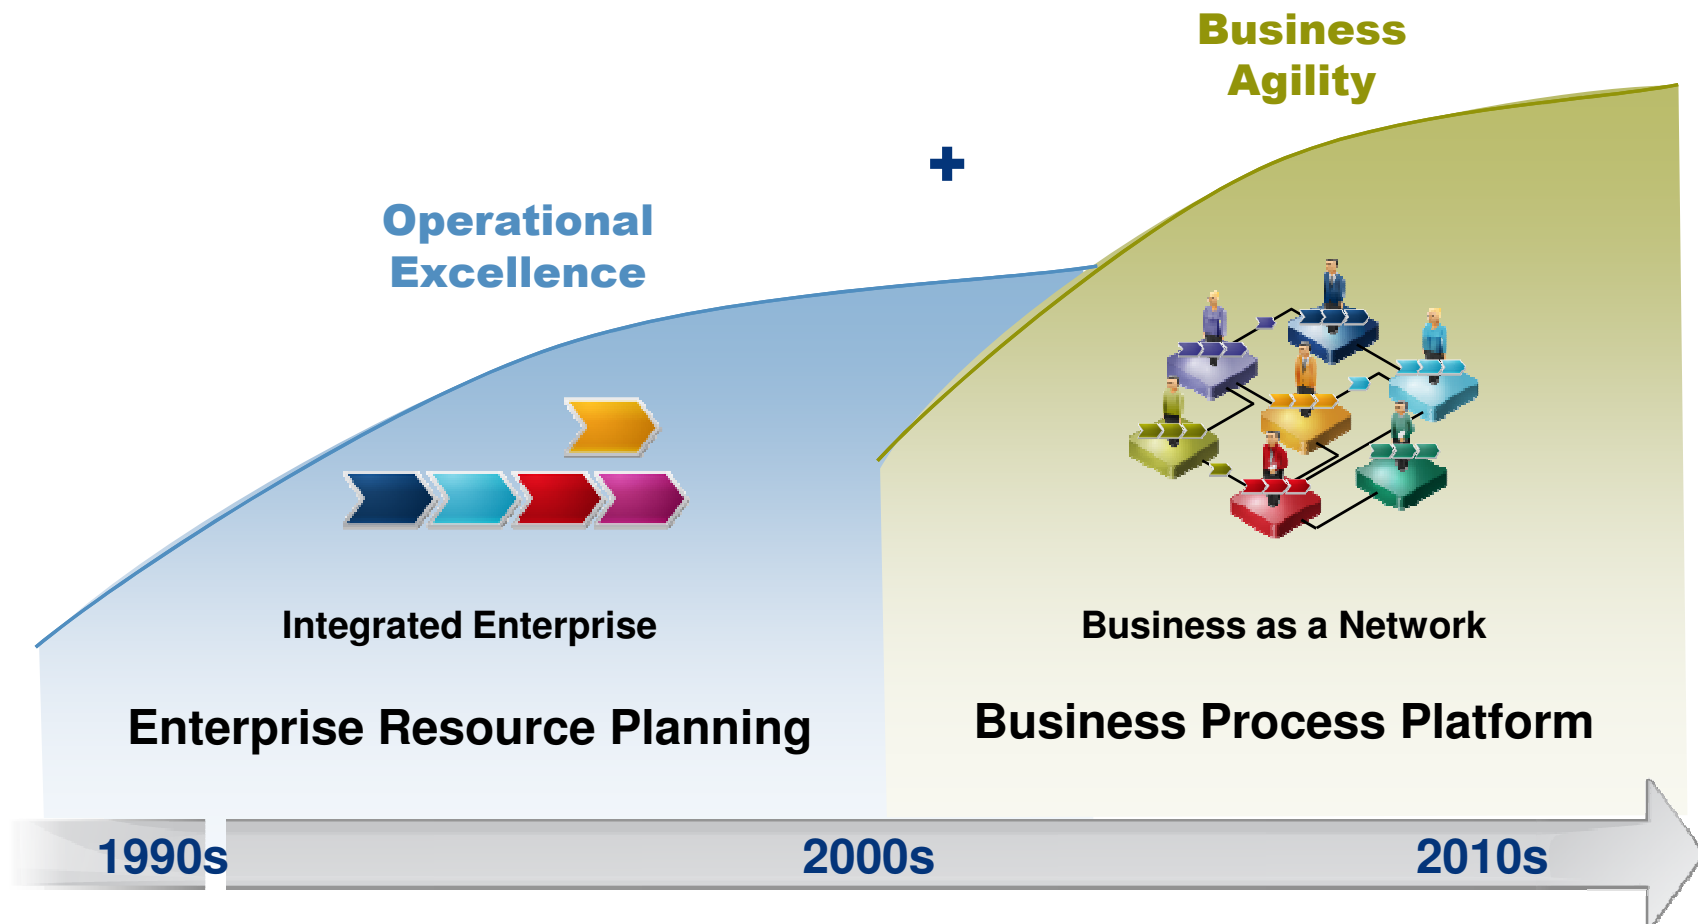 Business
Agility
+
Operational
Excellence
Integrated Enterprise
Business as a Network
Enterprise Resource Planning
Business Process Platform
1990s
2000s
2010s